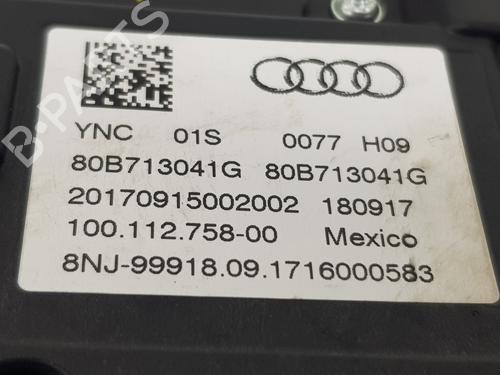 B-PARTS
YNC 01S 0077 H09
80B713041G 80B713041G
20170915002002 180917
100.112.758-00 Mexico
8NJ-99918.09.1716000583